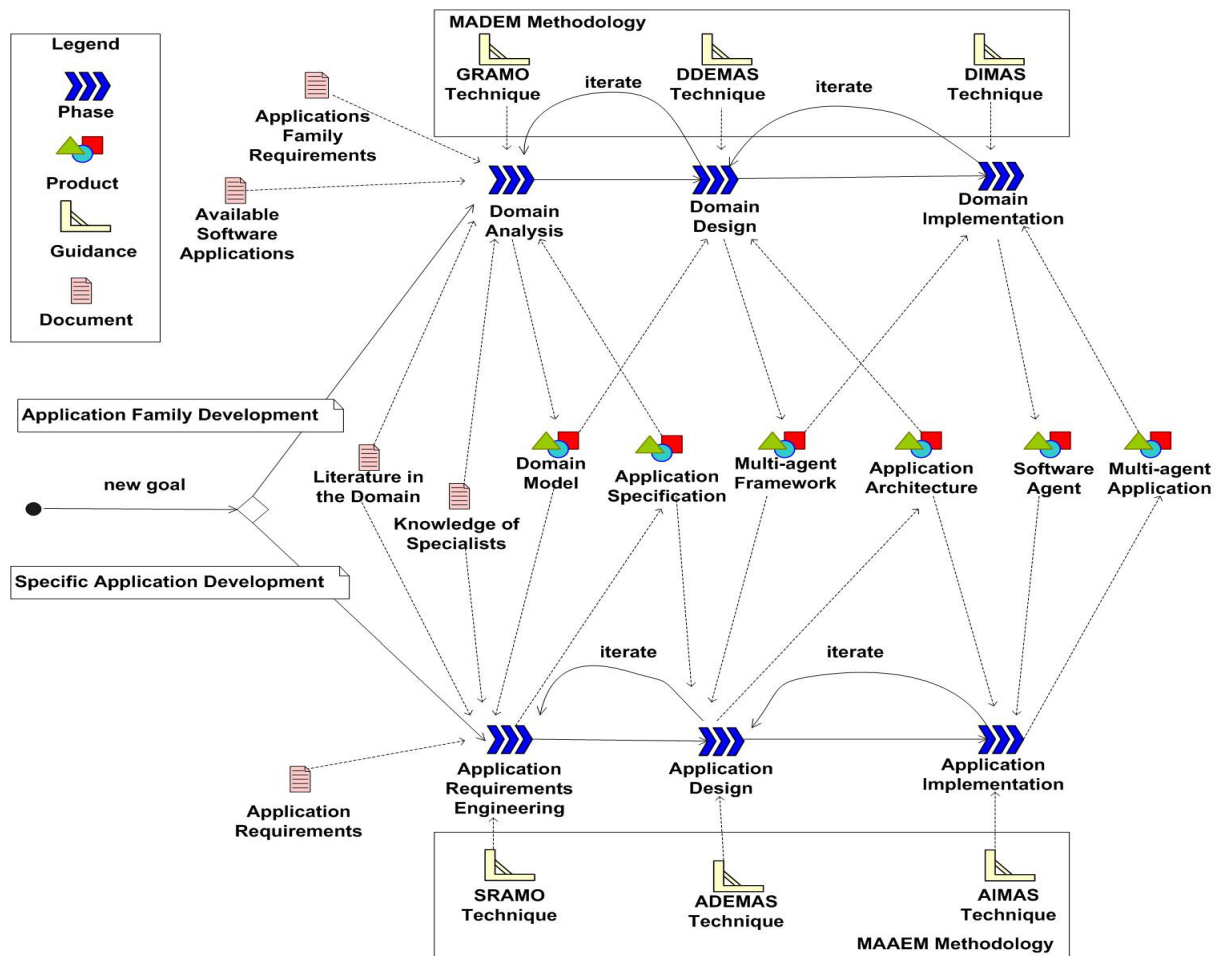 MADEM Methodology
Legend
Phase
Product
Guidance
Document
GRAMO
Technique
DDEMAS
Technique
DIMAS
Technique
iterate
iterate
Applications
Family
Requirements
Available
Software
Applications
Domain
Analysis
Domain
Design
Domain
Implementation
Application Family Development
new goal
Specific Application Development
Literature in
the Domain
Knowledge of
Specialists
Domain
Model
Application
Specification
Multi-agent
Framework
Application
Architecture
Software
Agent
Multi-agent
Application
iterate
iterate
Application
Requirements
Application
Requirements
Engineering
Application
Design
Application
Implementation
SRAMO
Technique
ADEMAS
Technique
AIMAS
Technique
MAAEM Methodology